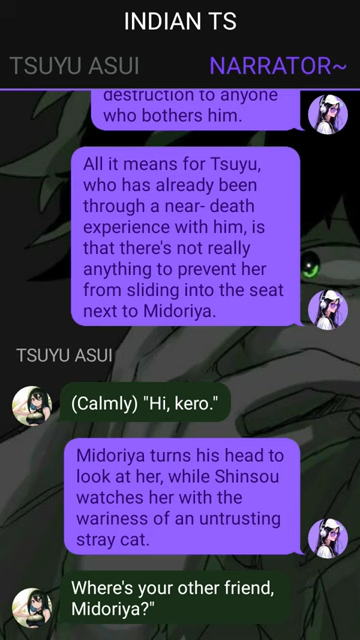 INDIAN TS
TSUYU ASUI
NARRATOR~
destruction to anyone
who bothers him.
All it means for Tsuyu,
who has already been
through a near- death
experience with him, is
that there's not really
anything to prevent her
from sliding into the seat
next to Midoriya.
TSUYU ASUI
(Calmly) "Hi, kero."
Midoriya turns his head to
look at her, while Shinsou
watches her with the
wariness of an untrusting
stray cat.
Where's your other friend,
Midoriya?"